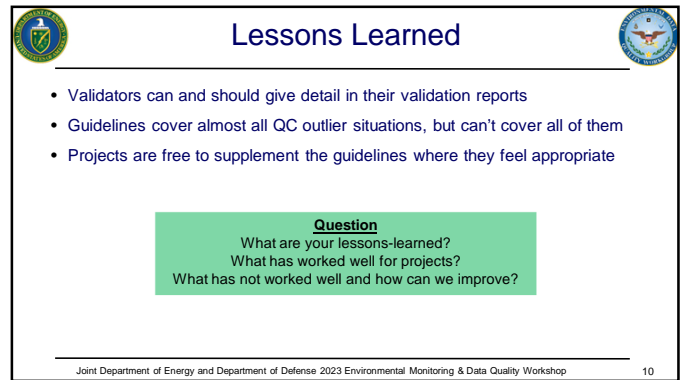 Lessons Learned
• Validators can and should give detail in their validation reports
• Guidelines cover almost all QC outlier situations, but can’t cover all of them
• Projects are free to supplement the guidelines where they feel appropriate
Question
What are your lessons-learned?
What has worked well for projects?
What has not worked well and how can we improve?
Joint Department of Energy and Department of Defense 2023 Environmental Monitoring & Data Quality Workshop
10